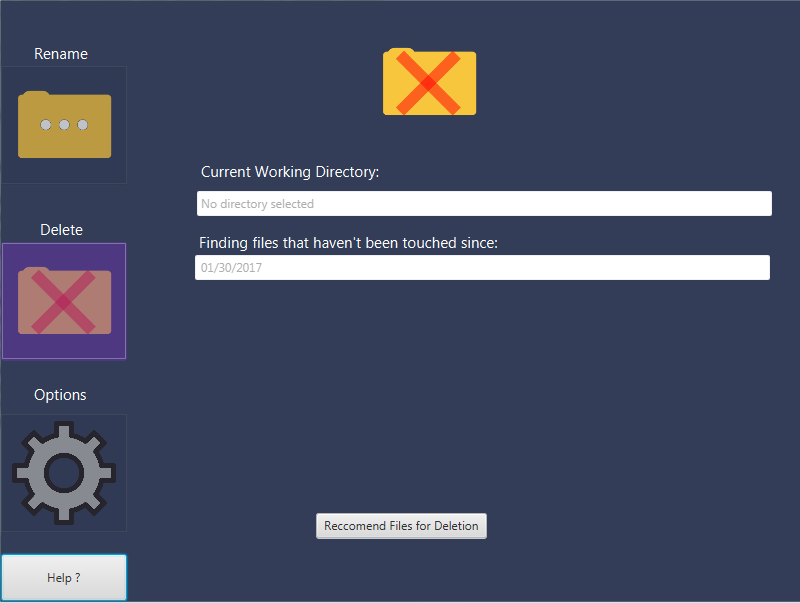 Rename
Delete
Options
Help ?
Current Working Directory:
No directory selected
Finding files that haven't been touched since:
01/30/2017
Reccomend Files for Deletion